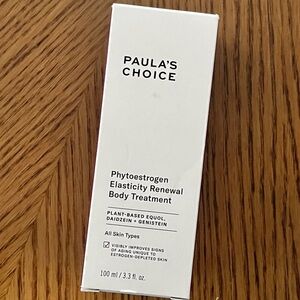 PAULA'S
CHOICE
Phytoestrogen
Elasticity Renewal
Body Treatment
PLANT-BASED EQUOL,
DAIDZEIN + GENISTEIN
All Skin Types
VISIBLY IMPROVES SIGNS
OF AGING UNIQUE TO
ESTROGEN-DEPLETED SKIN
100 ml / 3.3 fl. oz.